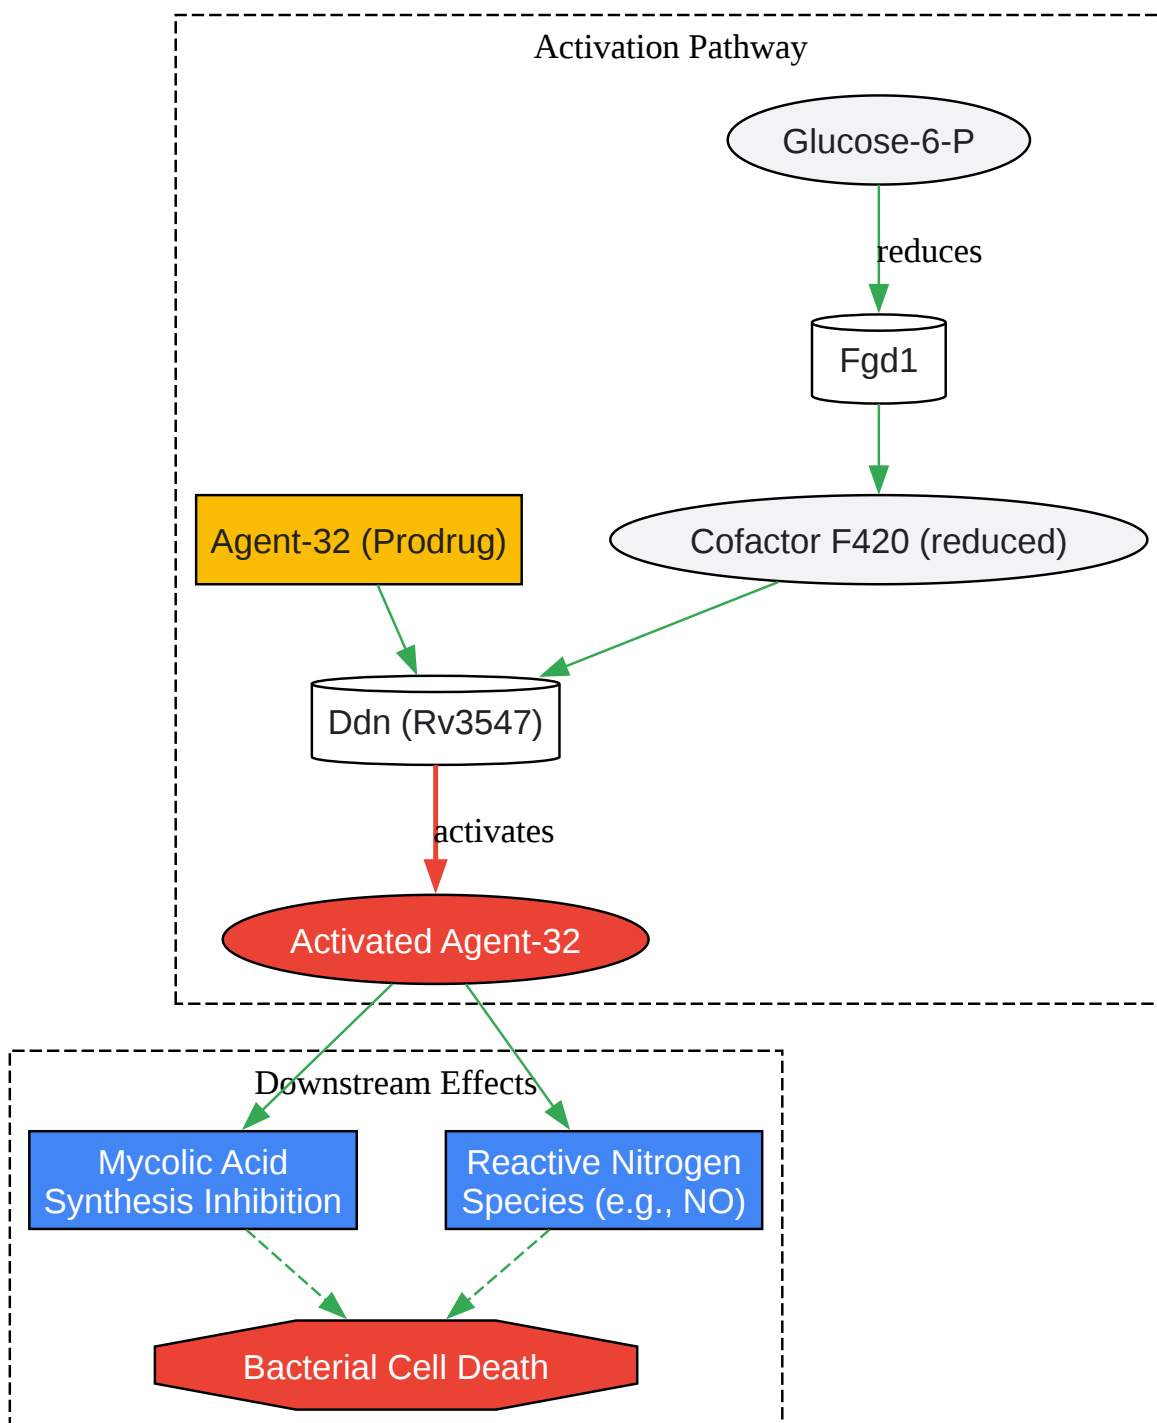 Activation Pathway
Glucose-6-P
reduces
Fgd1
Agent-32 (Prodrug)
Cofactor F420 (reduced)
Ddn (Rv3547)
activates
Activated Agent-32
Downstream Effects
Mycolic Acid
Synthesis Inhibition
Reactive Nitrogen
Species (e.g., NO)
Bacterial Cell Death